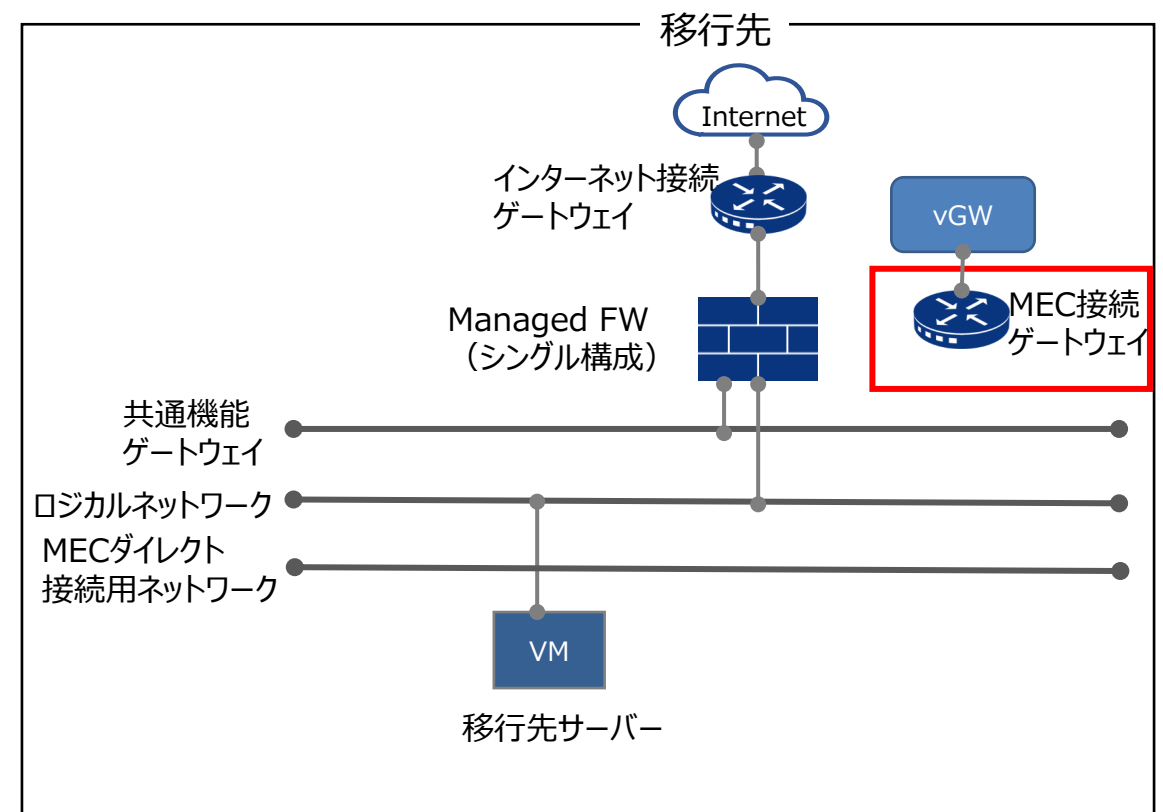 移行先
Internet
インターネット接続
ゲートウェイ
vGW
MEC接続
ゲートウェイ
Managed FW
（シングル構成）
共通機能
ゲートウェイ
ロジカルネットワーク
MECダイレクト
接続用ネットワーク
VM
移行先サーバー